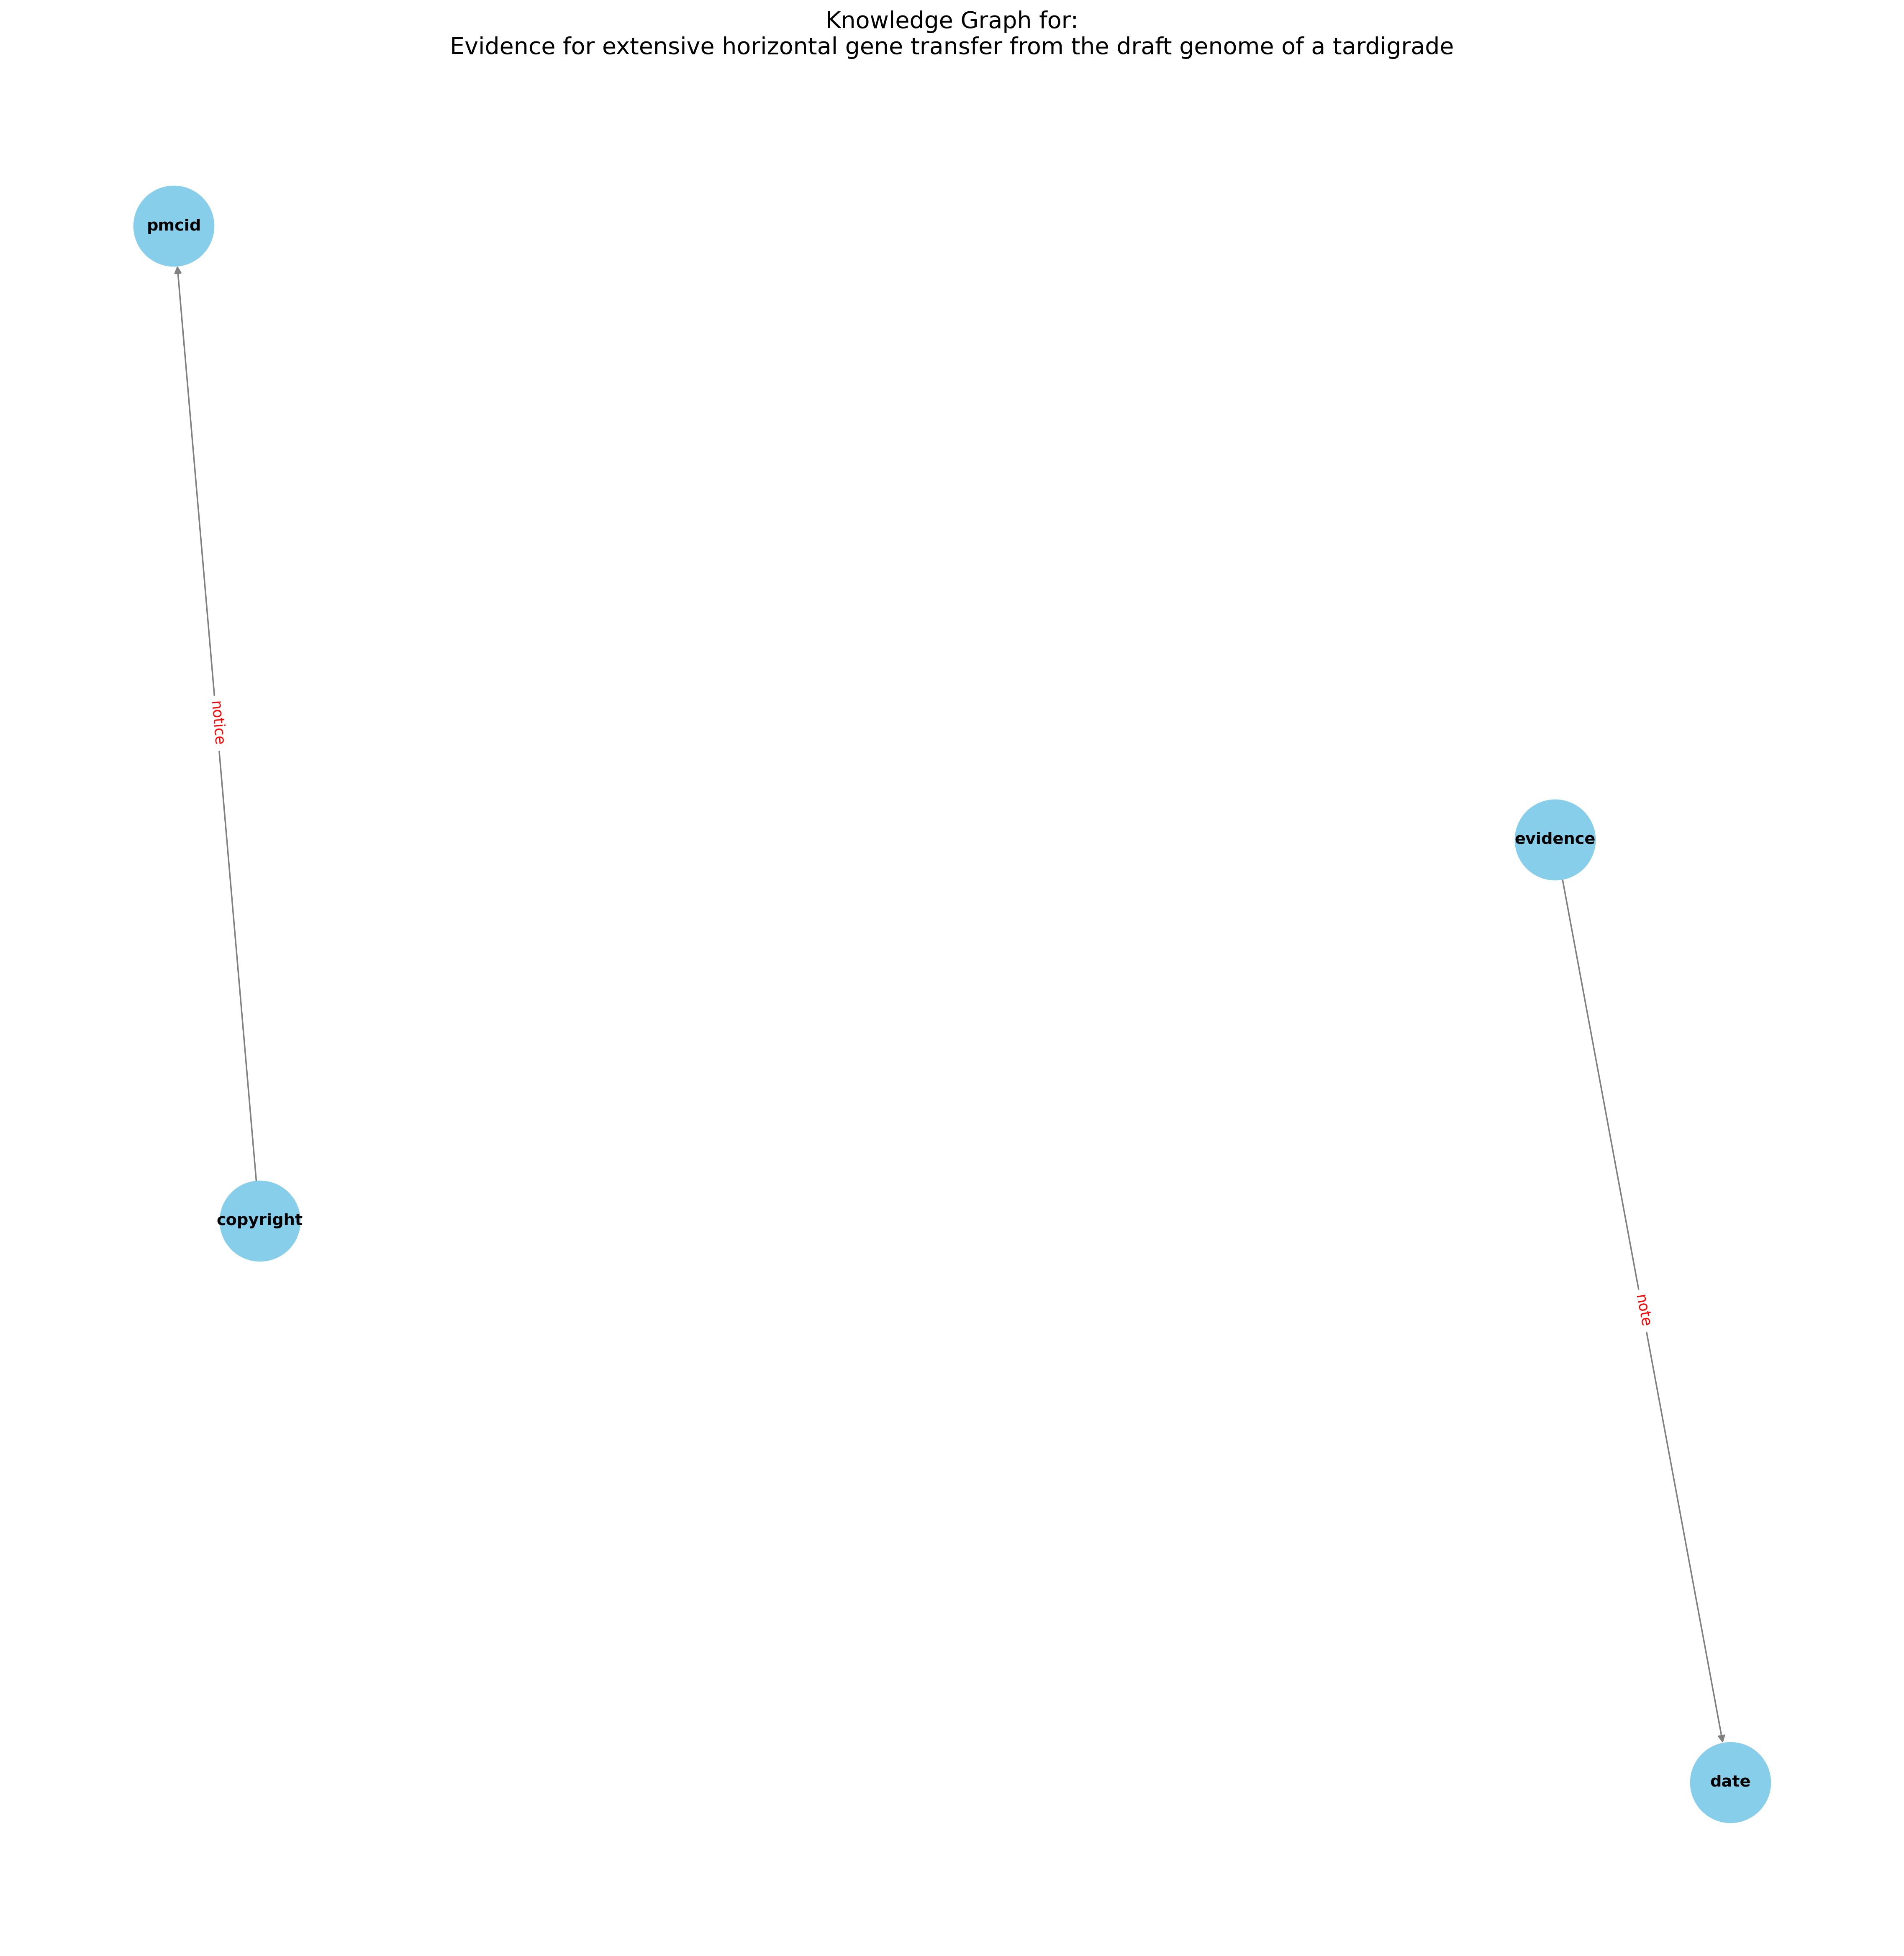 Knowledge Graph for:
Evidence for extensive horizontal gene transfer from the draft genome of a tardigrade
pmcid
notice
evidence
copyright
note
date